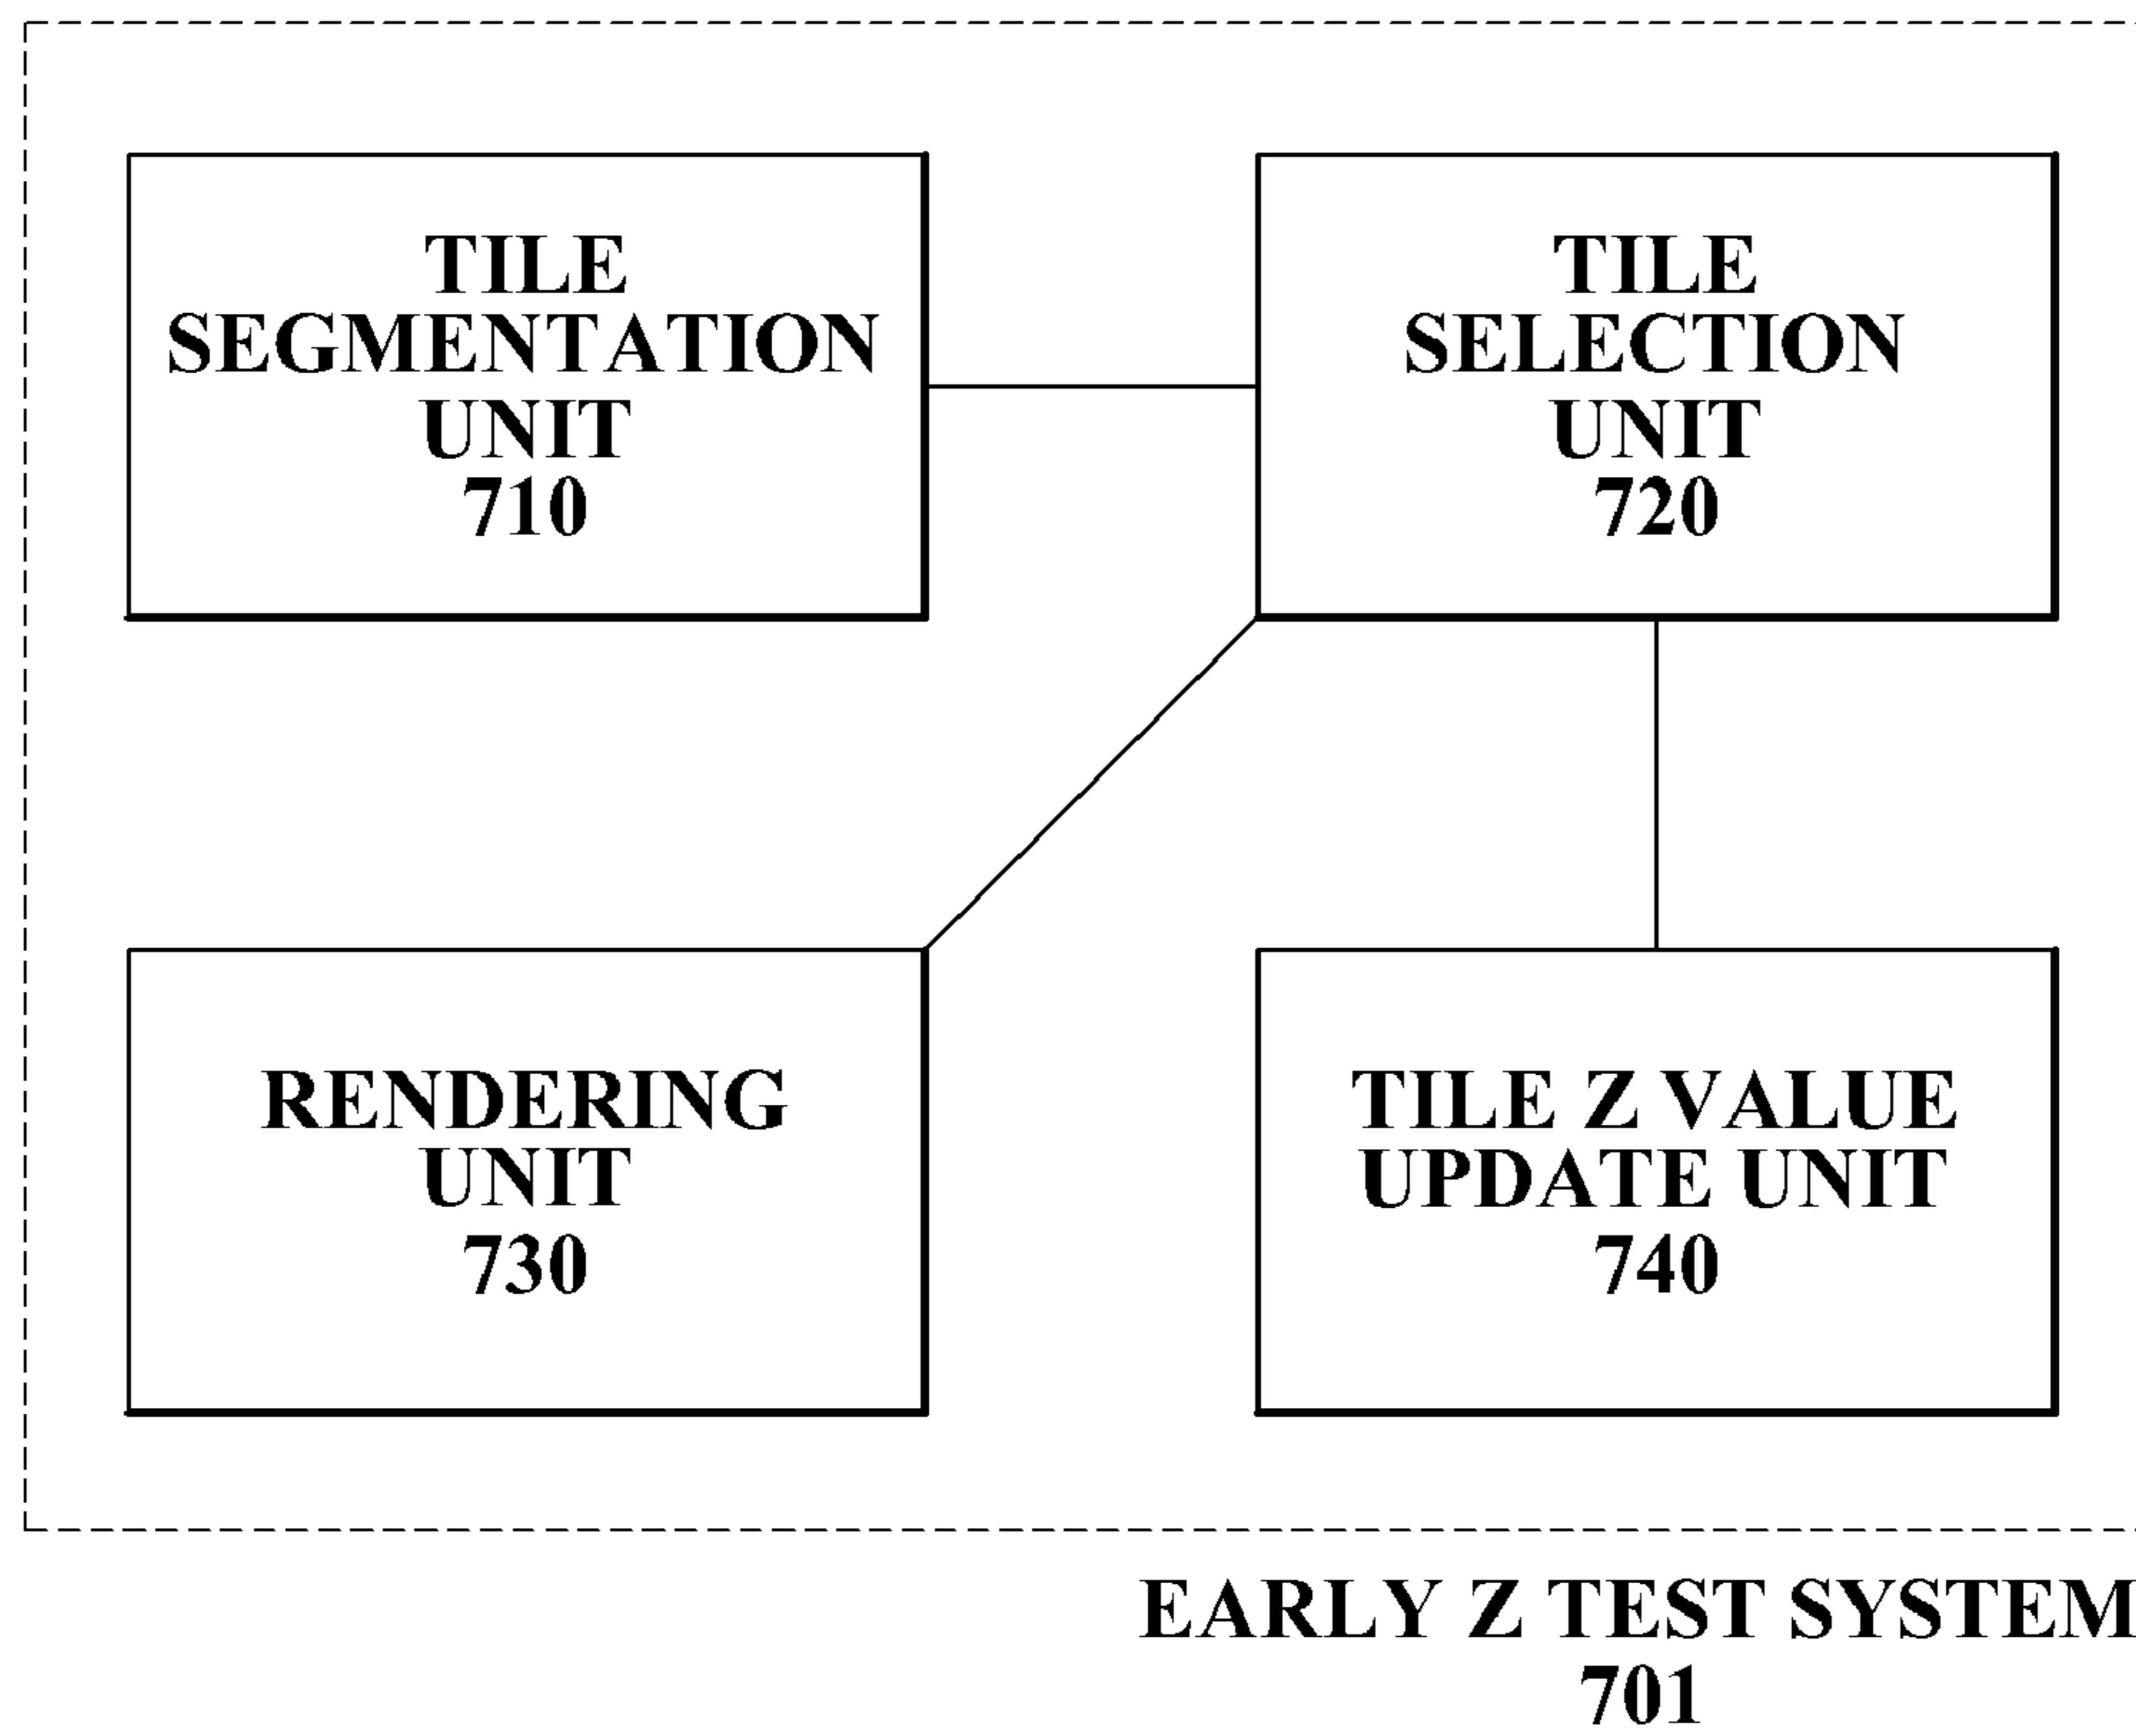 TILE
SEGMENTATION
UNIT
710
TILE
SELECTION
UNIT
720
RENDERING
UNIT
730
TILE Z VALUE
UPDATE UNIT
740
EARLY Z TEST SYSTEM
701